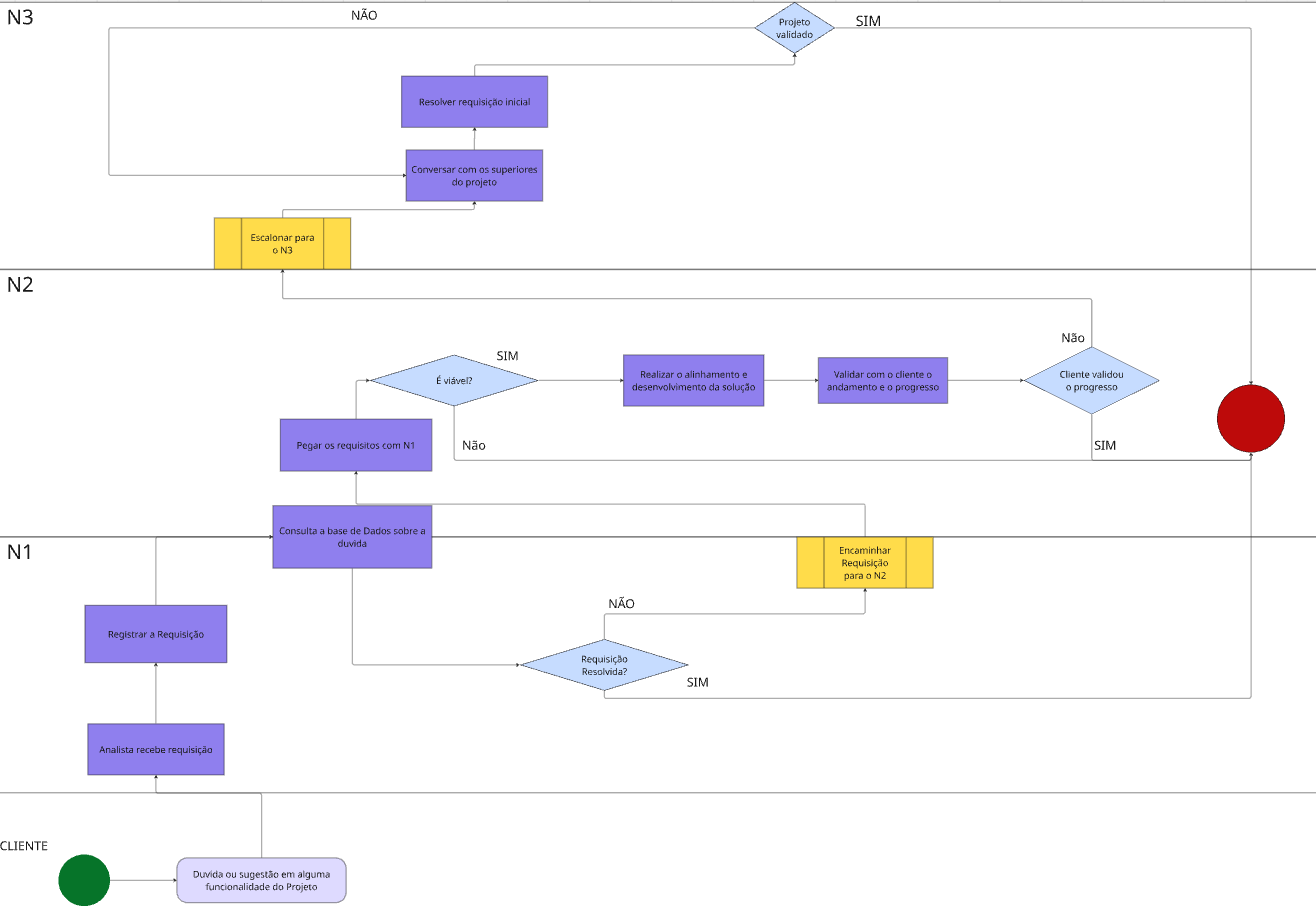 N3
NÃO
Projeto
validado
SIM
Resolver requisição inicial
Conversar com os superiores
do projeto
Escalonar para
o N3
N2
Não
SIM
É viável?
Realizar o alinhamento e
desenvolvimento da solução
Validar com o cliente o
andamento e o progresso
Cliente validou
o progresso
Pegar os requisitos com N1
Não
SIM
Consulta a base de Dados sobre a
duvida
N1
Encaminhar
Requisição
para o N2
NÃO
Registrar a Requisição
Requisição
Resolvida?
SIM
Analista recebe requisição
CLIENTE
Duvida ou sugestão em alguma
funcionalidade do Projeto